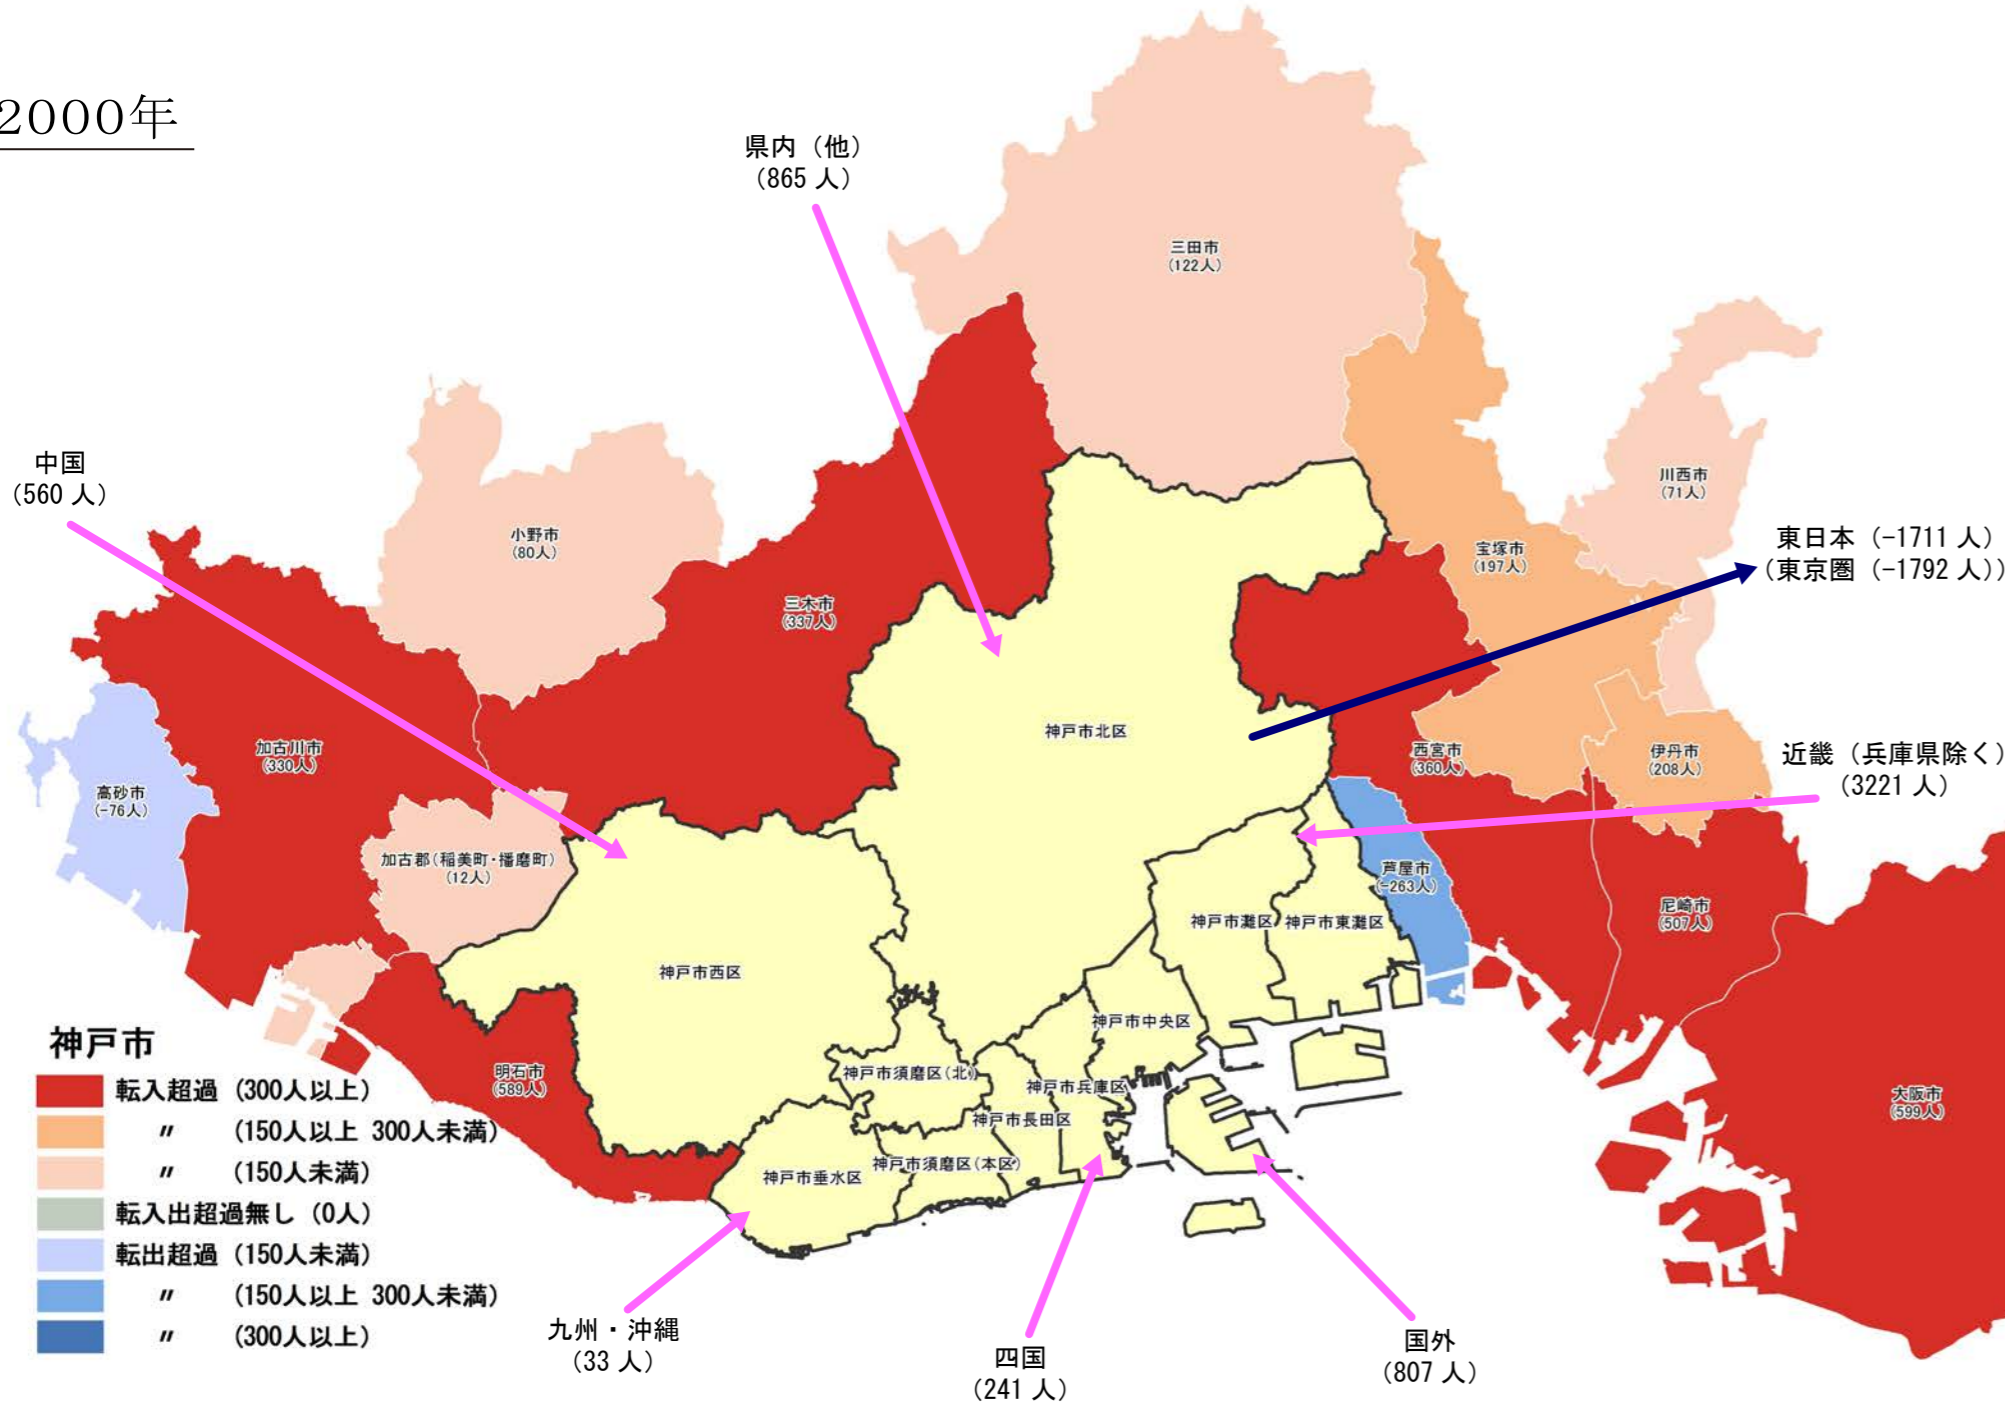 2000年
県内（他）
（865 人）
三田市
（122人）
中国
（560 人）
小野市
（80人）
川西市
（71人）
東日本（-1711 人）
（東京圏（-1792 人））
宝塚市
（197人）
三木市
（337人）
神戸市北区
加古川市
（330人）
西宮市
（360人）
伊丹市
（208人）
近畿（兵庫県除く）
（3221 人）
高砂市
（-76人）
加古郡（稲美町・播磨町）
（12人）
芦屋市
（-263人）
尼崎市
（507人）
神戸市灘区
神戸市東灘区
神戸市西区
神戸市中央区
神戸市
明石市
（589人）
神戸市須磨区（北）
神戸市兵庫区
大阪市
（599人）
神戸市長田区
神戸市須磨区（本区）
神戸市垂水区
転入超過（300人以上）
〃 （150人以上 300人未満）
〃 （150人未満）
転入出超過無し（0人）
転出超過（150人未満）
〃 （150人以上 300人未満）
〃 （300人以上）
九州・沖縄
（33 人）
四国
（241 人）
国外
（807 人）